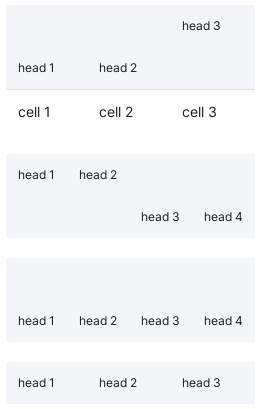 head 3
head 1 head 2
cell 1 cell 2 cell 3
head 1 head 2
head 3 head 4
head 1 head 2 head 3 head 4
head 1 head 2 head 3